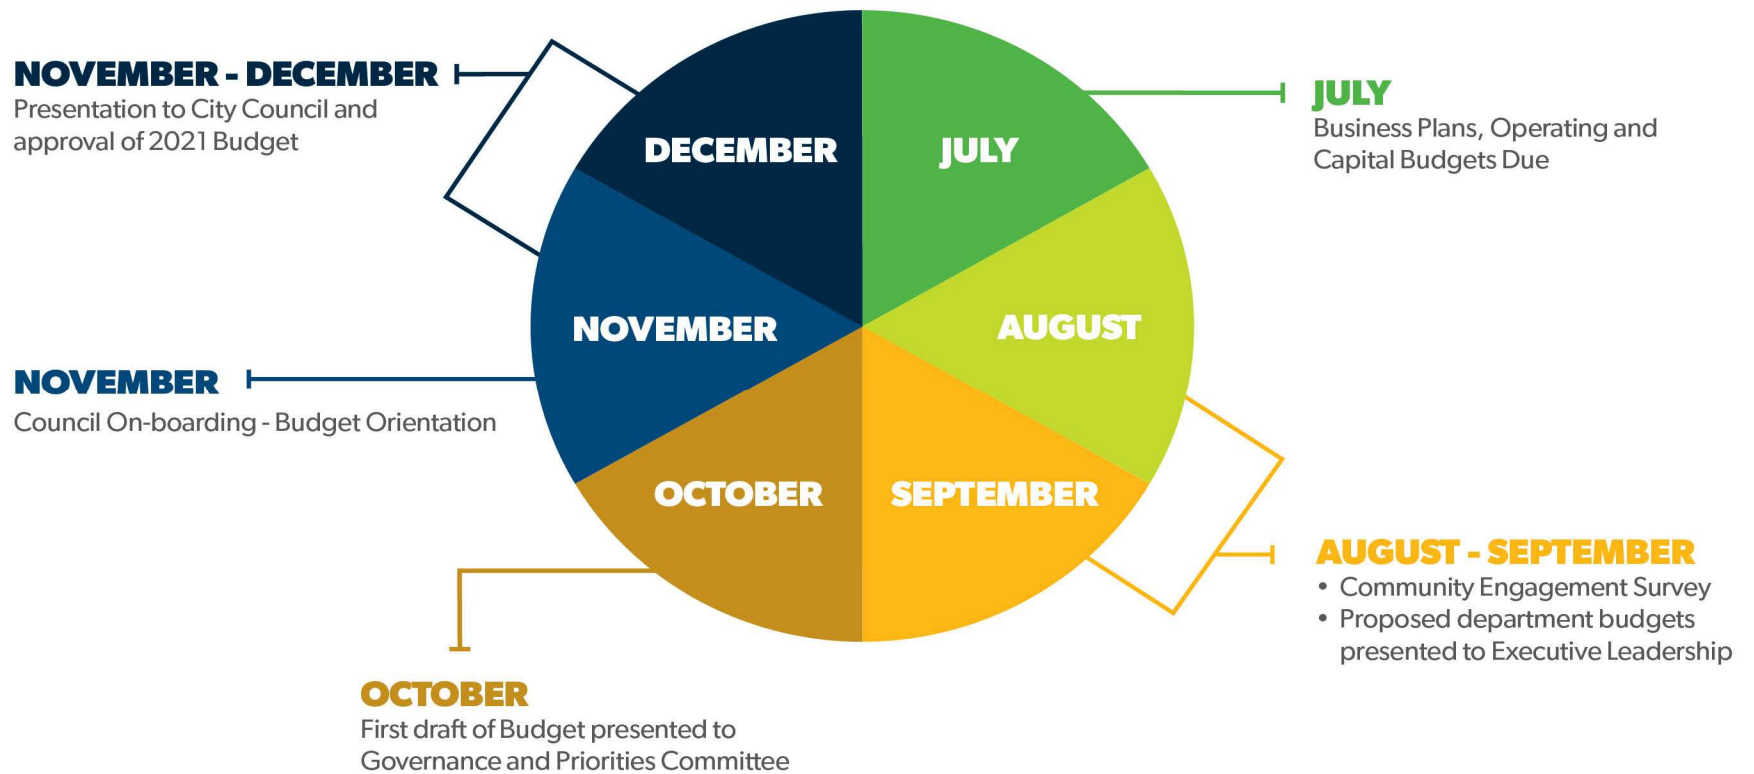 NOVEMBER - DECEMBER
Presentation to City Council and
approval of 2021 Budget
DECEMBER
JULY
JULY
Business Plans, Operating and
Capital Budgets Due
NOVEMBER
AUGUST
NOVEMBER
Council On-boarding - Budget Orientation
OCTOBER
SEPTEMBER
AUGUST - SEPTEMBER
• Community Engagement Survey
• Proposed department budgets
presented to Executive Leadership
OCTOBER
First draft of Budget presented to
Governance and Priorities Committee